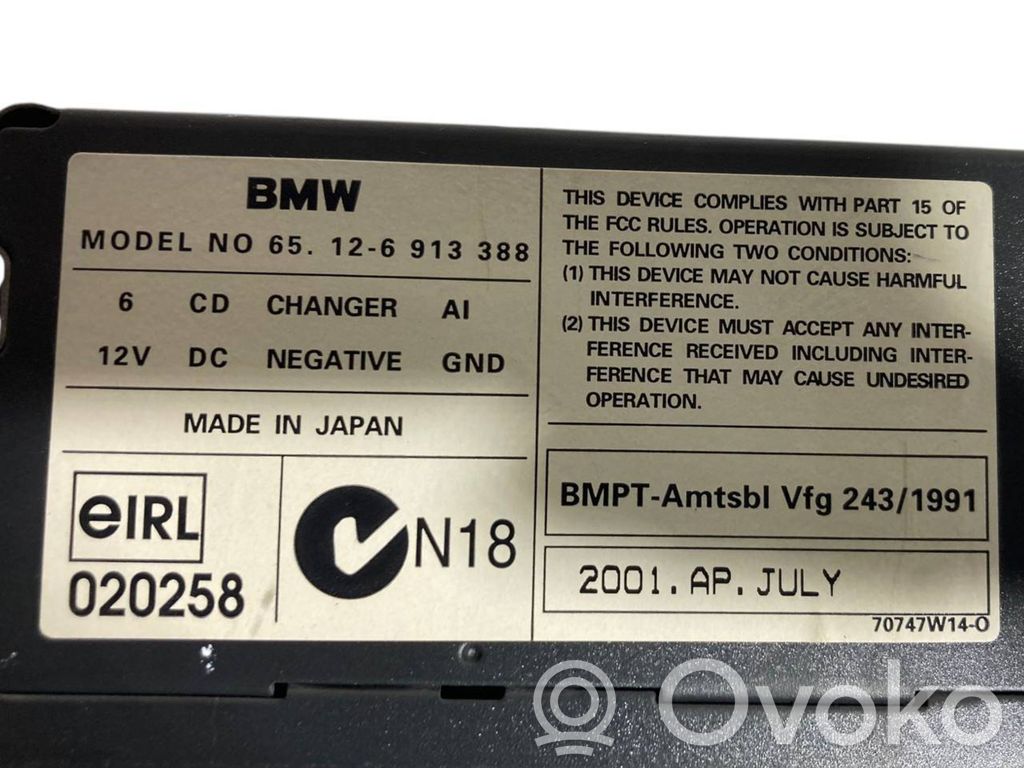 BMW
MODEL NO 65. 12-6 913 388
6 CD CHANGER AI
12V DC NEGATIVE GND
MADE IN JAPAN
eIRL
020258
N18
THIS DEVICE COMPLIES WITH PART 15 OF
THE FCC RULES. OPERATION IS SUBJECT TO
THE FOLLOWING TWO CONDITIONS:
(1) THIS DEVICE MAY NOT CAUSE HARMFUL
INTERFERENCE.
(2) THIS DEVICE MUST ACCEPT ANY INTER-
FERENCE RECEIVED INCLUDING INTER-
FERENCE THAT MAY CAUSE UNDESIRED
OPERATION.
BMPT-Amtsbl Vfg 243/1991
2001. AP. JULY
70747W14-O
Ovoko